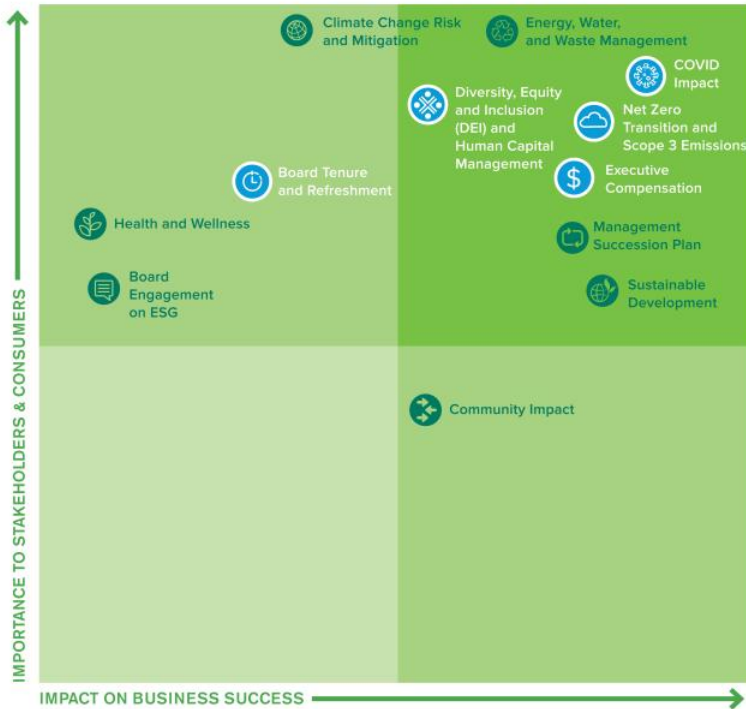 Climate Change Risk
and Mitigation
Energy, Water,
and Waste Management
COVID
Impact
Diversity, Equity
and Inclusion
(DEI) and
Human Capital
Management
Net Zero
Transition and
Scope 3 Emissions
Board Tenure
and Refreshment
Executive
Compensation
Health and Wellness
Management
Succession Plan
Board
Engagement
on ESG
Sustainable
Development
Community Impact
IMPORTANCE TO STAKEHOLDERS & CONSUMERS
IMPACT ON BUSINESS SUCCESS